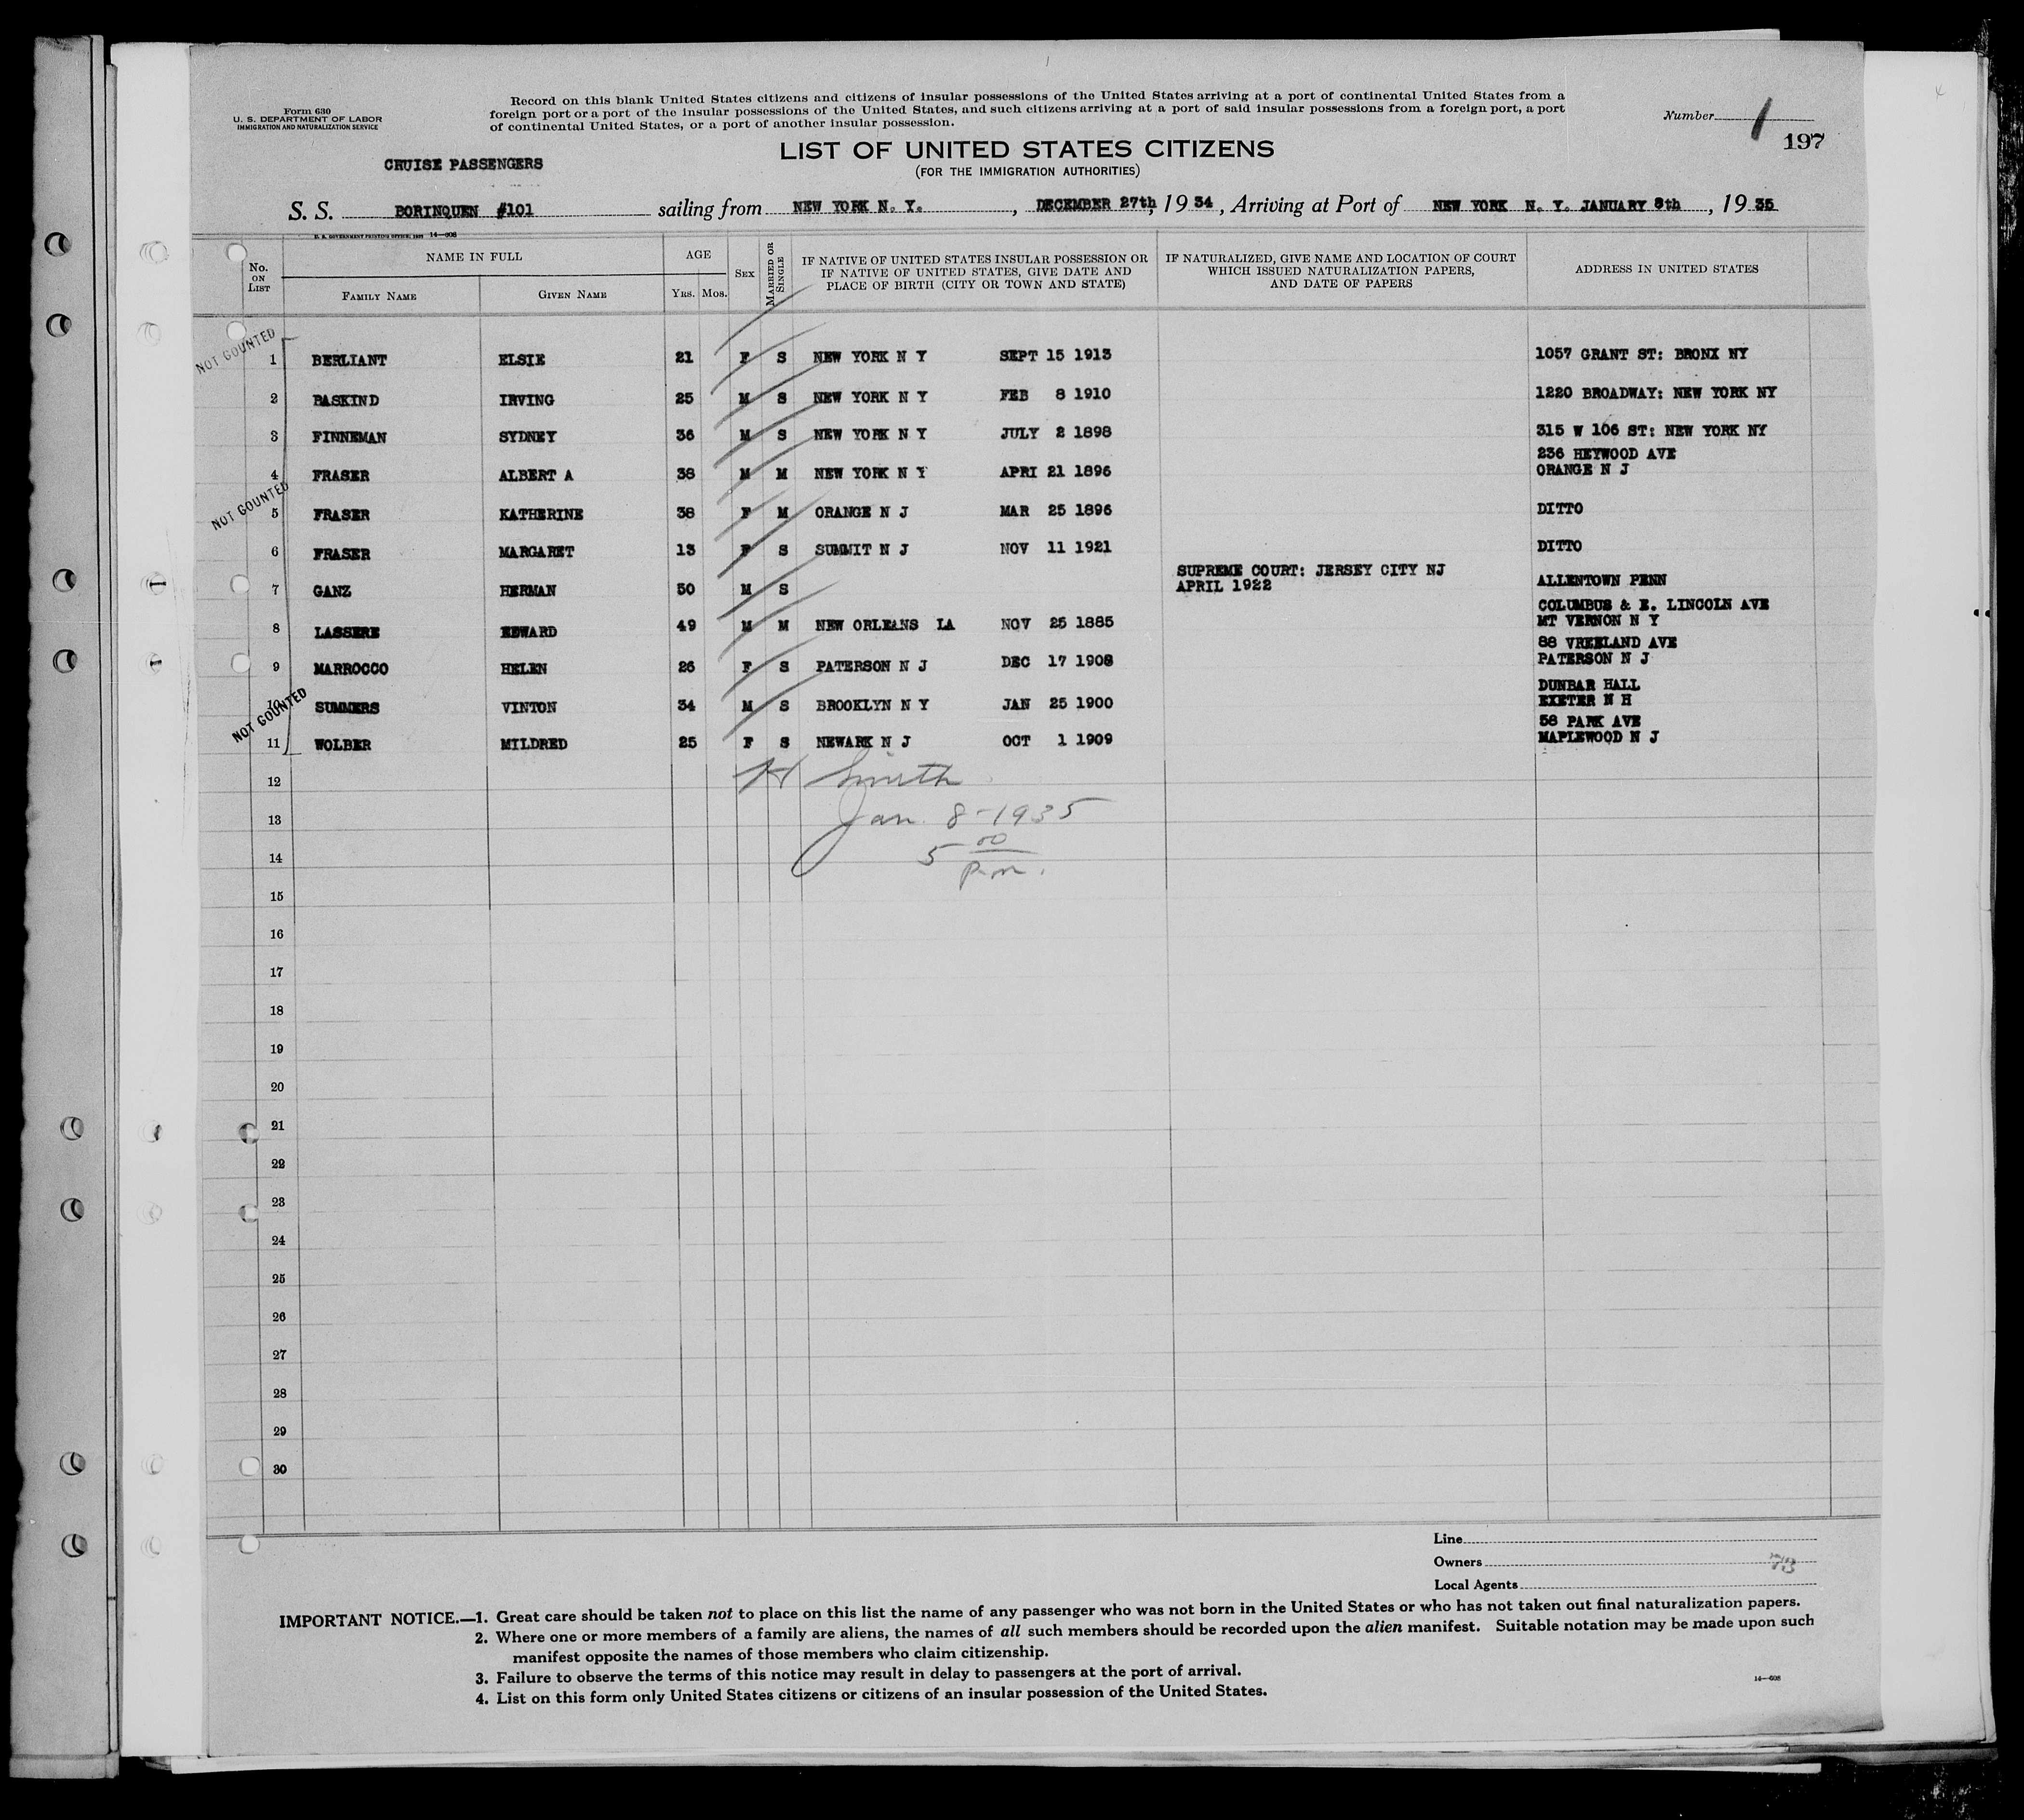 Form 630
U. S. DEPARTMENT OF LABOR
IMMIGRATION AND NATURALIZATION SERVICE
Record on this blank United States citizens and citizens of insular possessions of the United States arriving at a port of continental United States from a
foreign port or a port of the insular possessions of the United States, and such citizens arriving at a port of said insular possessions from a foreign port, a port
of continental United States, or a port of another insular possession.
Number 1
197
CRUISE PASSENGERS
LIST OF UNITED STATES CITIZENS
(FOR THE IMMIGRATION AUTHORITIES)
S. S. BORINQUEN #101 sailing from NEW YORK N. Y. , DECEMBER 27th, 19 34, Arriving at Port of NEW YORK N. Y. JANUARY 8th , 19 35
U. S. GOVERNMENT PRINTING OFFICE: 1931 14—608
No. ON LIST
NAME IN FULL
FAMILY NAME GIVEN NAME
AGE
YRS. MOS.
SEX
MARRIED OR SINGLE
IF NATIVE OF UNITED STATES INSULAR POSSESSION OR
IF NATIVE OF UNITED STATES, GIVE DATE AND
PLACE OF BIRTH (CITY OR TOWN AND STATE)
IF NATURALIZED, GIVE NAME AND LOCATION OF COURT
WHICH ISSUED NATURALIZATION PAPERS,
AND DATE OF PAPERS
ADDRESS IN UNITED STATES
NOT COUNTED
1 BERLIANT ELSIE 21 F S NEW YORK N Y SEPT 15 1913 1057 GRANT ST: BRONX NY
2 BASKIND IRVING 25 M S NEW YORK N Y FEB 8 1910 1220 BROADWAY: NEW YORK NY
3 FINNEMAN SYDNEY 36 M S NEW YORK N Y JULY 2 1898 315 W 106 ST: NEW YORK NY
236 HEYWOOD AVE
4 FRASER ALBERT A 38 M M NEW YORK N Y APRI 21 1896 ORANGE N J
NOT COUNTED
5 FRASER KATHERINE 38 F M ORANGE N J MAR 25 1896 DITTO
6 FRASER MARGARET 13 F S SUMMIT N J NOV 11 1921 DITTO
SUPREME COURT: JERSEY CITY NJ
7 GANZ HERMAN 50 M S APRIL 1922 ALLENTOWN PENN
COLUMBUS & E. LINCOLN AVE
8 LASSERE EDWARD 49 M M NEW ORLEANS LA NOV 25 1885 MT VERNON N Y
88 VREELAND AVE
9 MARROCCO HELEN 26 F S PATERSON N J DEC 17 1908 PATERSON N J
DUNBAR HALL
10 SUMMERS VINTON 34 M S BROOKLYN N Y JAN 25 1900 EXETER N H
NOT COUNTED
58 PARK AVE
11 WOLBER MILDRED 25 F S NEWARK N J OCT 1 1909 MAPLEWOOD N J
12 H Smith
13 Jan. 8-1935
14 5 00
p.m.
15
16
17
18
19
20
21
22
23
24
25
26
27
28
29
30
Line
Owners
Local Agents
IMPORTANT NOTICE.—1. Great care should be taken not to place on this list the name of any passenger who was not born in the United States or who has not taken out final naturalization papers.
2. Where one or more members of a family are aliens, the names of all such members should be recorded upon the alien manifest. Suitable notation may be made upon such
manifest opposite the names of those members who claim citizenship.
3. Failure to observe the terms of this notice may result in delay to passengers at the port of arrival.
4. List on this form only United States citizens or citizens of an insular possession of the United States.
14—608